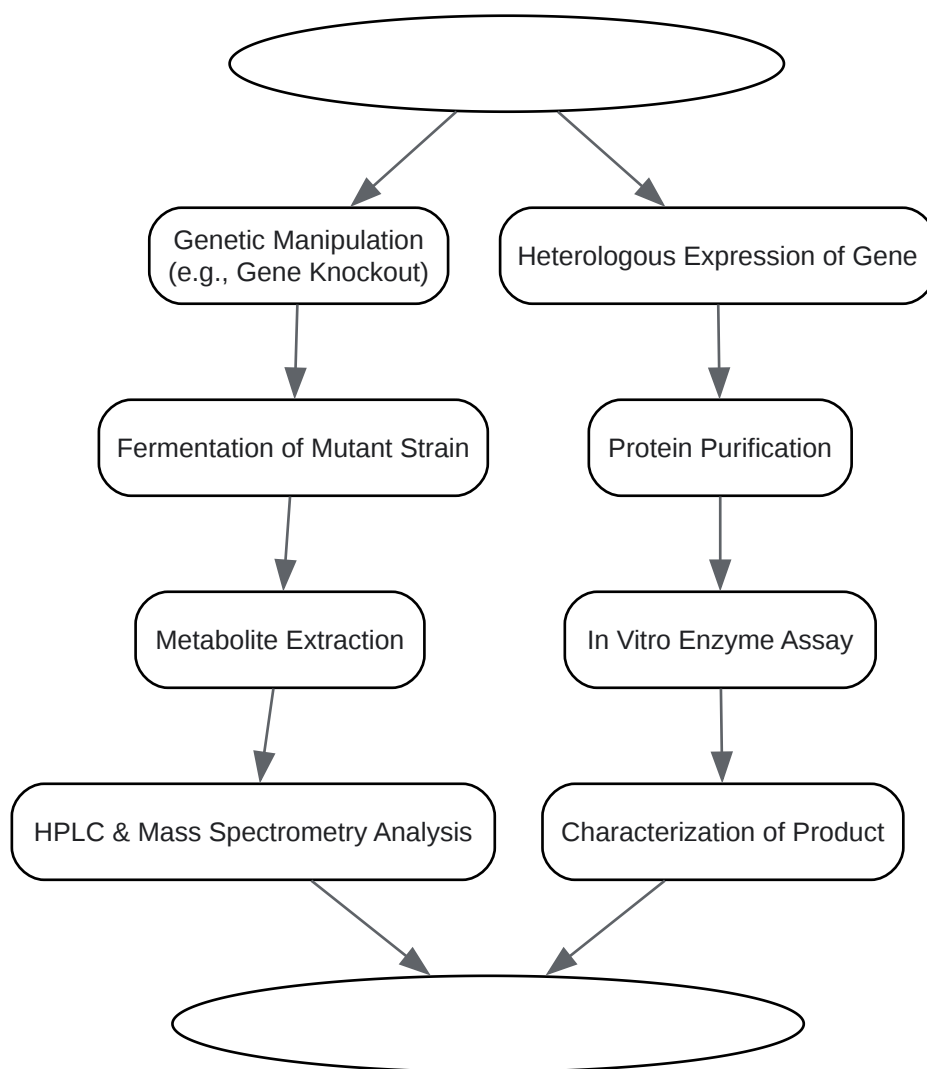 Genetic Manipulation
(e.g., Gene Knockout)
Heterologous Expression of Gene
Fermentation of Mutant Strain
Protein Purification
Metabolite Extraction
In Vitro Enzyme Assay
HPLC & Mass Spectrometry Analysis
Characterization of Product